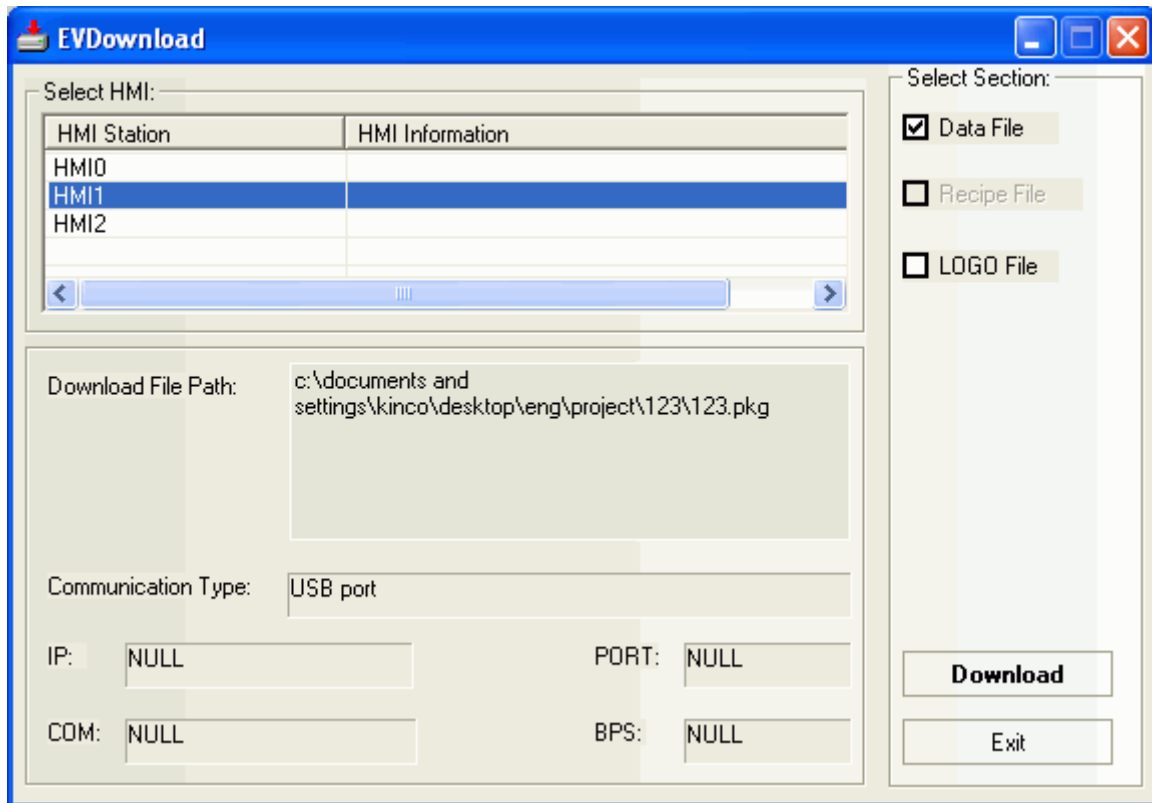 EVDownload
Select HMI:
HMI Station HMI Information
HMI0
HMI1
HMI2
Download File Path: c:\documents and
settings\kinco\desktop\eng\project\123\123.pkg
Communication Type: USB port
IP: NULL PORT: NULL
COM: NULL BPS: NULL
Select Section:
Data File
Recipe File
LOGO File
Download
Exit